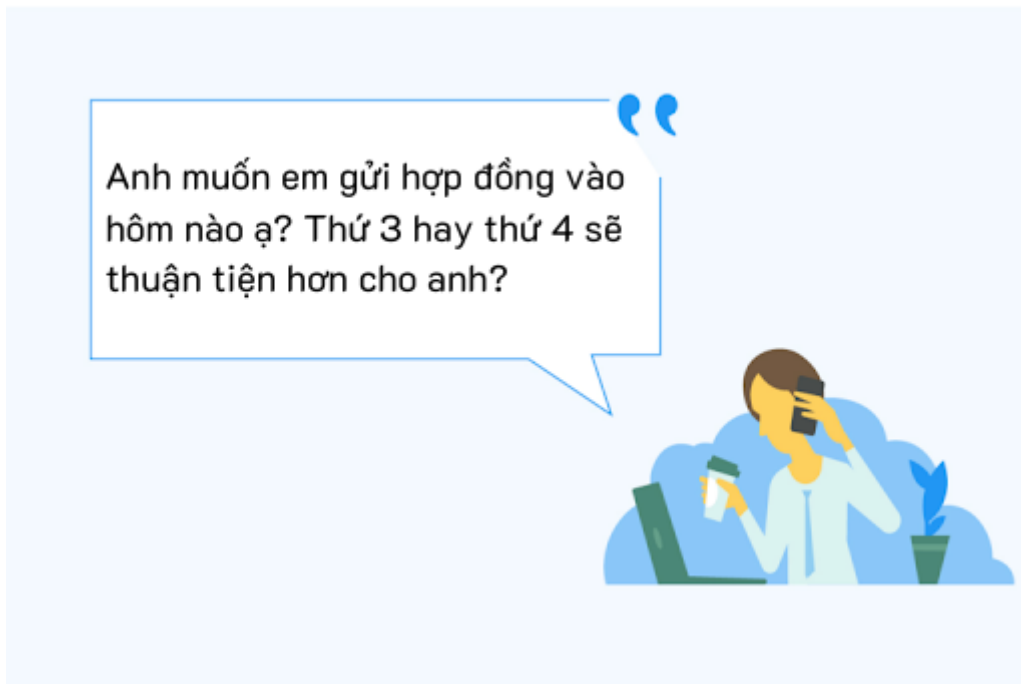 Anh muốn em gửi hợp đồng vào
hôm nào ạ? Thứ 3 hay thứ 4 sẽ
thuận tiện hơn cho anh?